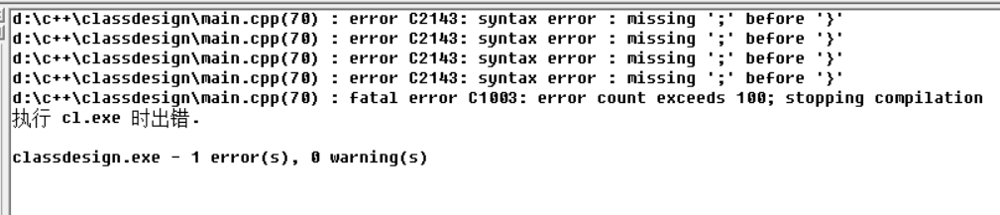 d:\c++\classdesign\main.cpp(70) : error C2143: syntax error : missing ';' before '}'
d:\c++\classdesign\main.cpp(70) : error C2143: syntax error : missing ';' before '}'
d:\c++\classdesign\main.cpp(70) : error C2143: syntax error : missing ';' before '}'
d:\c++\classdesign\main.cpp(70) : error C2143: syntax error : missing ';' before '}'
d:\c++\classdesign\main.cpp(70) : fatal error C1003: error count exceeds 100; stopping compilation
执行 cl.exe 时出错.
classdesign.exe - 1 error(s), 0 warning(s)